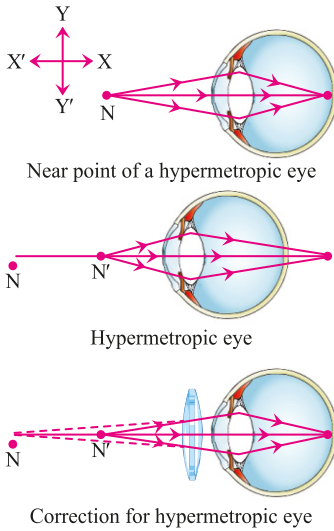 Y
X′ X
Y′
N
Near point of a hypermetropic eye
N N′
Hypermetropic eye
N N′
Correction for hypermetropic eye